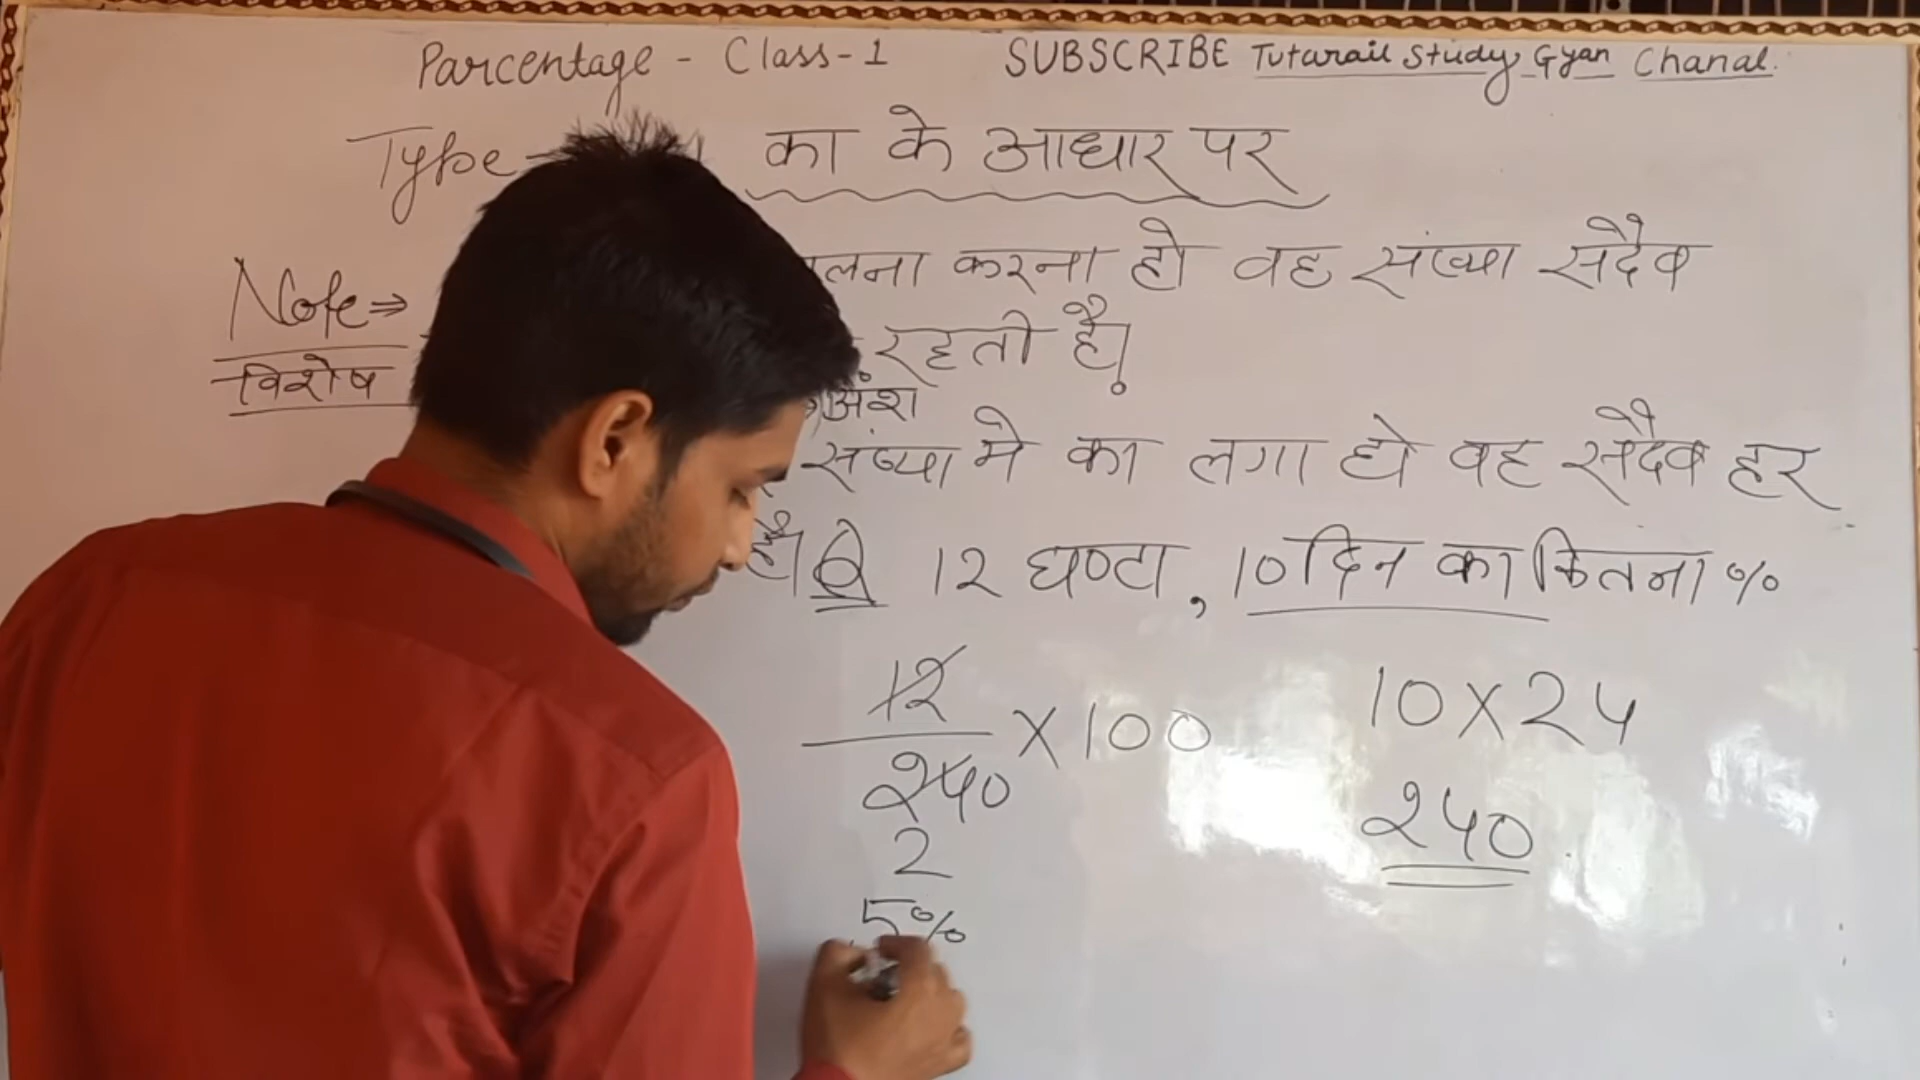 Parcentage - Class-1 SUBSCRIBE Tutarail Study Gyan Chanal.
Type- का के आधार पर
Note⇒ करना हो वह संख्या सदैव
विशेष रहती है।
अंश
संख्या मे का लगा हो वह सदैव हर
है। Q 12 घण्टा, 10 दिन का कितना %
12 / 240 × 100
10×24
240
2
5%